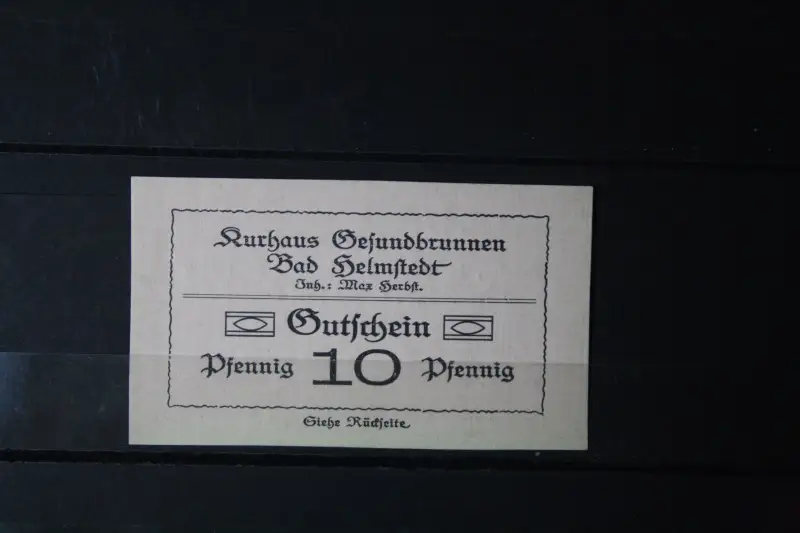 Kurhaus Gesundbrunnen
Bad Helmstedt
Inh.: Max Herbst.
Gutschein
Pfennig 10 Pfennig
Siehe Rückseite